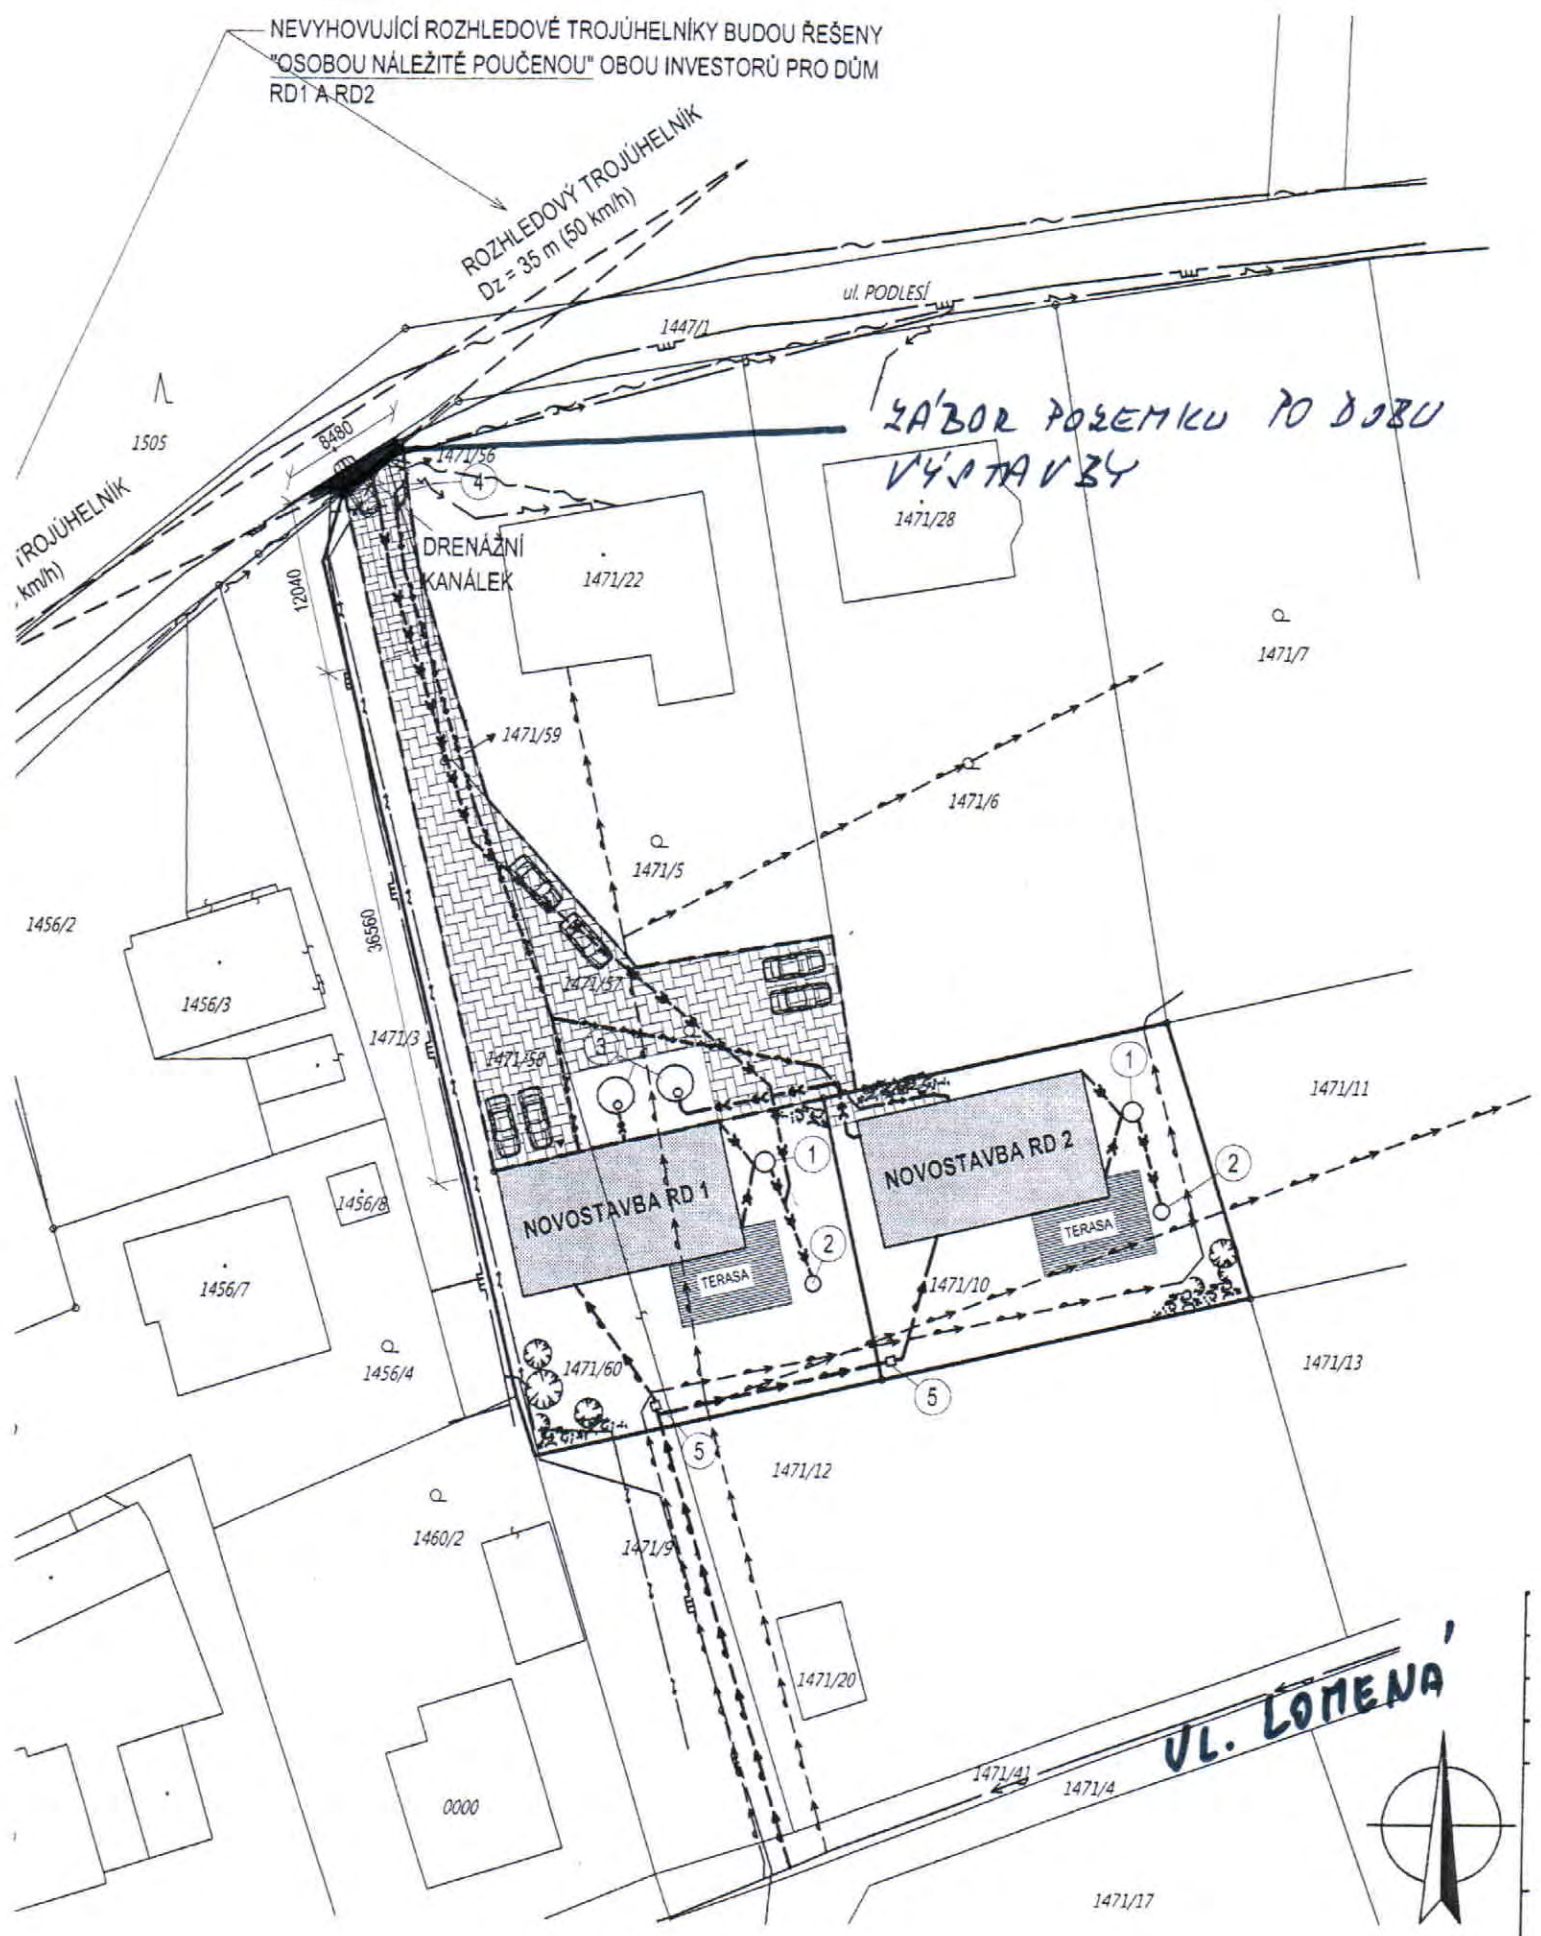 NEVYHOVUJÍCÍ ROZHLEDOVÉ TROJÚHELNÍKY BUDOU ŘEŠENY
"OSOBOU NÁLEŽITĚ POUČENOU" OBOU INVESTORŮ PRO DŮM
RD1 A RD2
ROZHLEDOVÝ TROJÚHELNÍK
Dz = 35 m (50 km/h)
ul. PODLESÍ
1447/1
1505
8480
ZÁBOR POZEMKU PO DOBU
VÝSTAVBY
1471/56
4
TROJÚHELNÍK
km/h)
1471/28
DRENÁŽNÍ
KANÁLEK
1471/22
12040
1471/7
1471/59
1471/6
1471/5
1456/2
36560
1456/3
1471/57
1471/3
1471/58
3
1
1471/11
NOVOSTAVBA RD 2
1
2
1456/8
NOVOSTAVBA RD 1
TERASA
2
1456/7
TERASA
1471/10
1456/4
1471/60
1471/13
5
5
1471/12
1460/2
1471/9
1471/20
UL. LOMENÁ
1471/41
1471/4
0000
1471/17